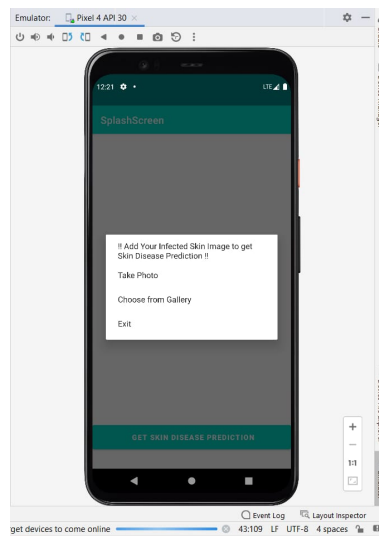 Emulator: Pixel 4 API 30
12:21 LTE
SplashScreen
!! Add Your Infected Skin Image to get
Skin Disease Prediction !!
Take Photo
Choose from Gallery
Exit
GET SKIN DISEASE PREDICTION
1:1
Event Log Layout Inspector
get devices to come online 43:109 LF UTF-8 4 spaces